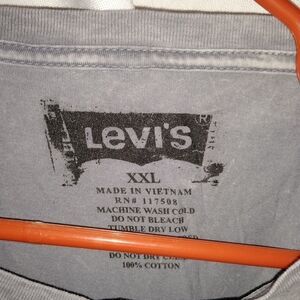 Levi's®
XXL
MADE IN VIETNAM
RN# 117508
MACHINE WASH COLD
DO NOT BLEACH
TUMBLE DRY LOW
100% COTTON